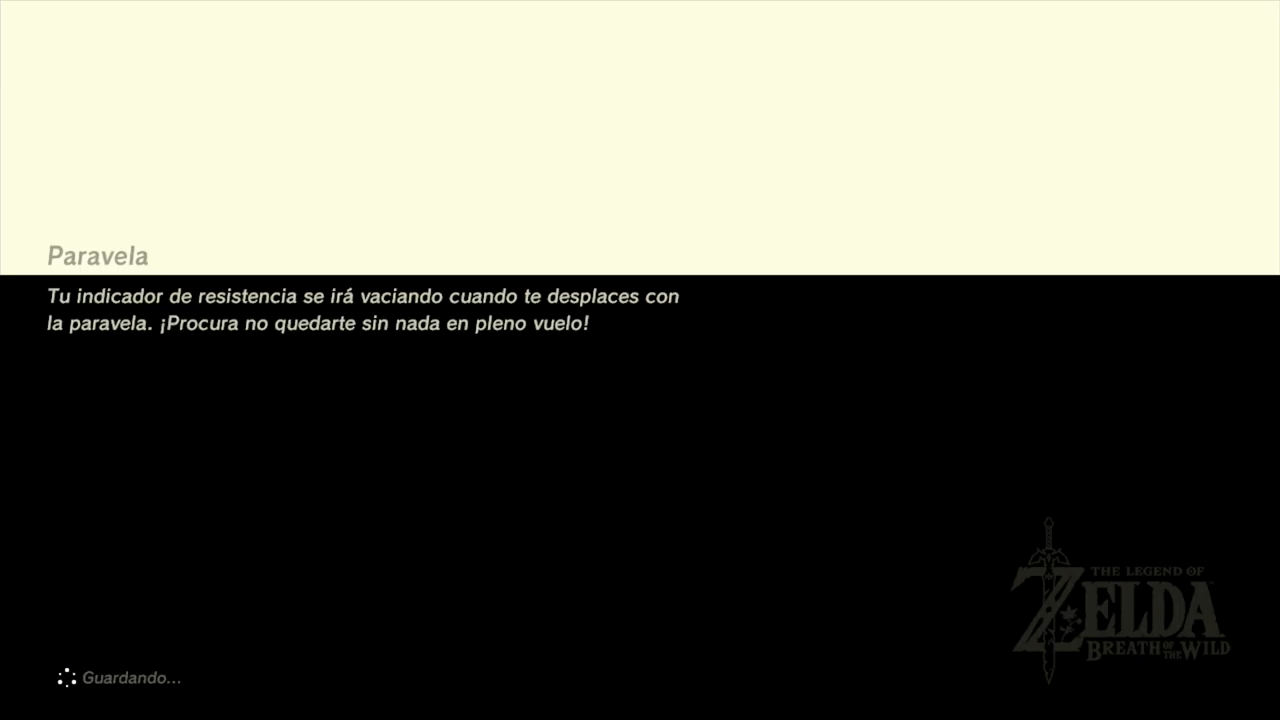 Paravela
Tu indicador de resistencia se irá vaciando cuando te desplaces con
la paravela. ¡Procura no quedarte sin nada en pleno vuelo!
THE LEGEND OF
ZELDA
BREATH OF THE WILD
Guardando...